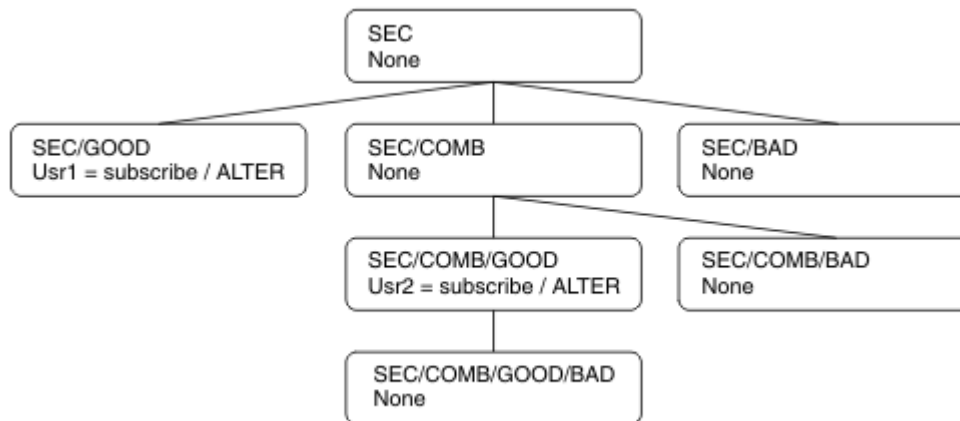 SEC
None
SEC/GOOD
Usr1 = subscribe / ALTER
SEC/COMB
None
SEC/BAD
None
SEC/COMB/GOOD
Usr2 = subscribe / ALTER
SEC/COMB/BAD
None
SEC/COMB/GOOD/BAD
None